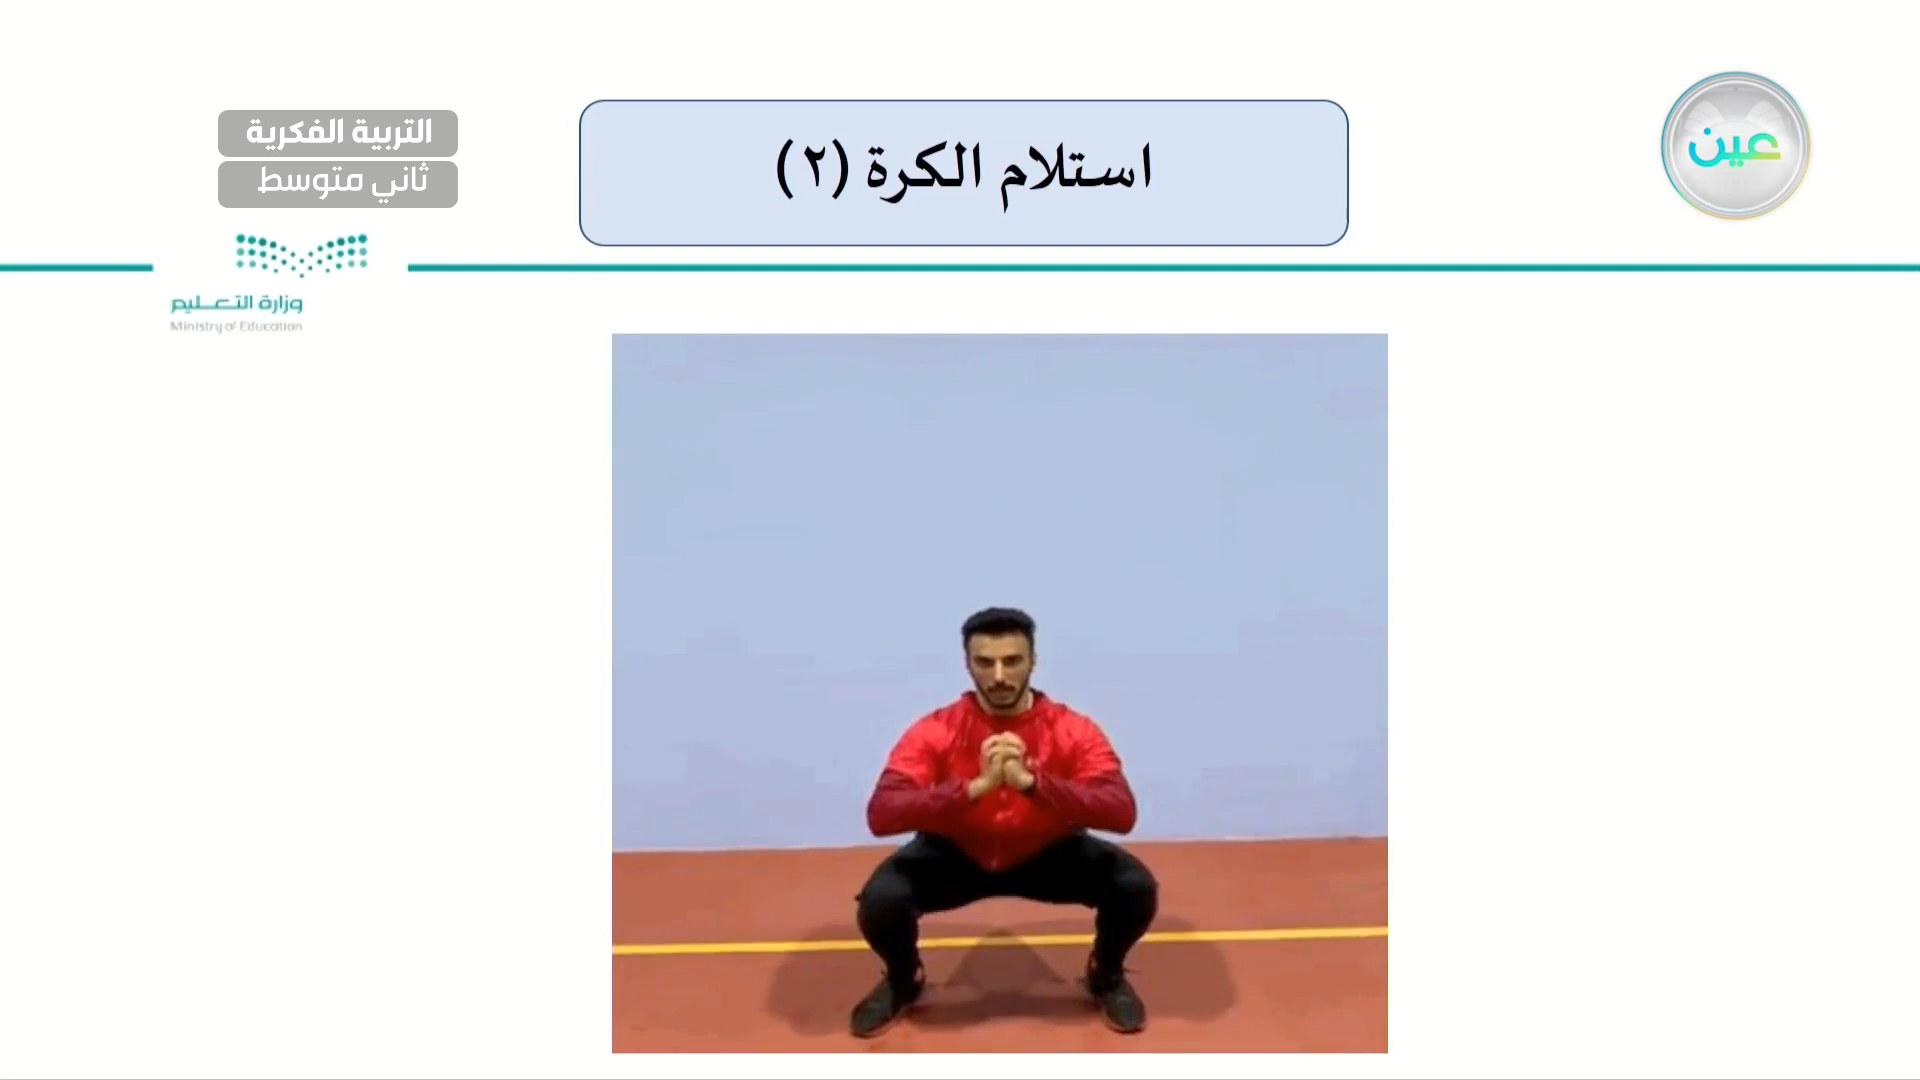 استلام الكرة (٢)
التربية الفكرية
ثاني متوسط
عين
وزارة التعليم
Ministry of Education